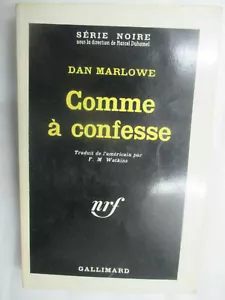 SÉRIE NOIRE
sous la direction de Marcel Duhamel
DAN MARLOWE
Comme
à confesse
Traduit de l'américain par
F. M Watkins
nrf
GALLIMARD